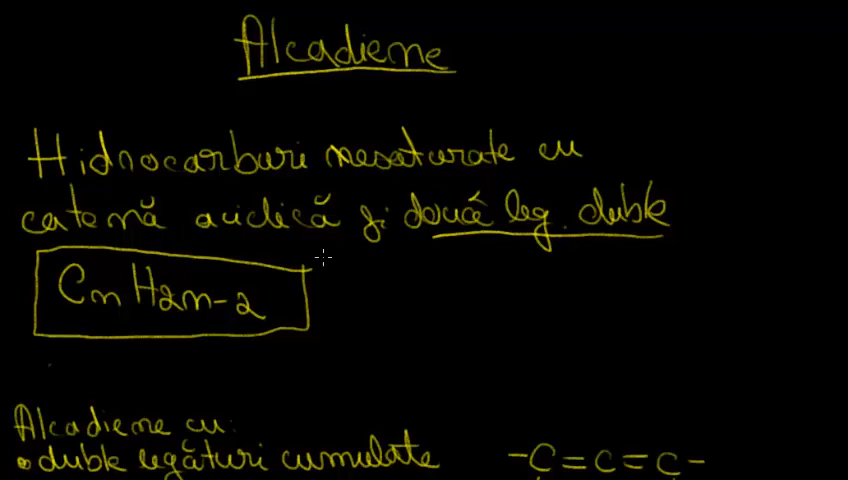 Alcadiene
Hidrocarburi nesaturate cu
catenă aciclică și două leg. duble
CnH2n-2
Alcadiene cu:
• duble legături cumulate -C=C=C-